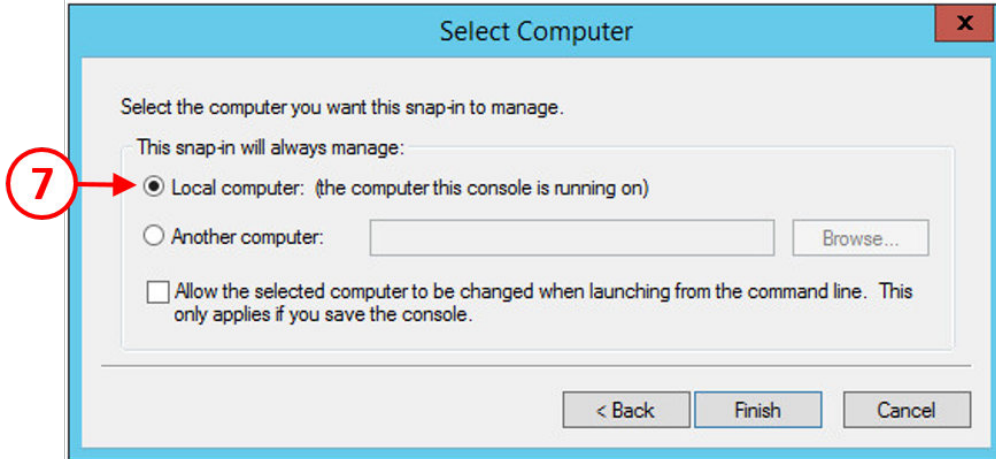 Select Computer
x
Select the computer you want this snap-in to manage.
This snap-in will always manage:
7
Local computer: (the computer this console is running on)
Another computer:
Browse...
Allow the selected computer to be changed when launching from the command line. This
only applies if you save the console.
< Back
Finish
Cancel